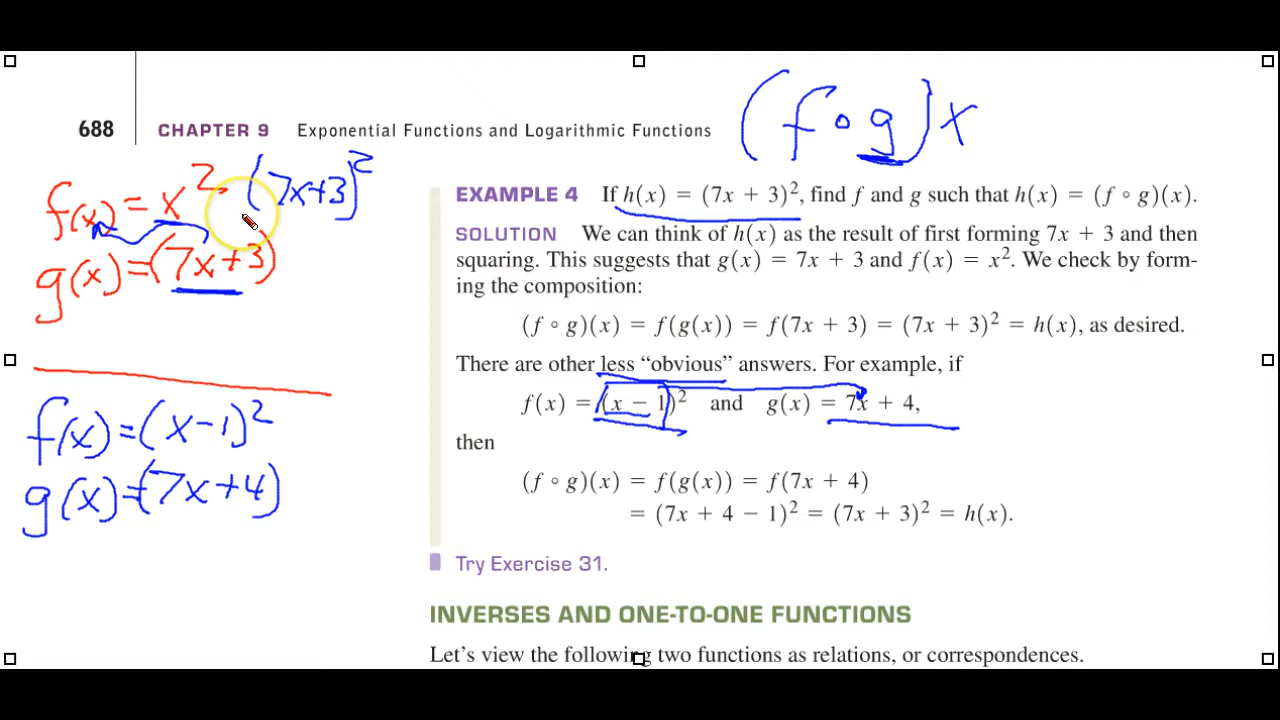 688 CHAPTER 9 Exponential Functions and Logarithmic Functions
(f ∘ g)x
f(x) = x² (7x+3)²
g(x) = (7x+3)
f(x) = (x-1)²
g(x) = (7x+4)
EXAMPLE 4 If h(x) = (7x + 3)², find f and g such that h(x) = (f ∘ g)(x).
SOLUTION We can think of h(x) as the result of first forming 7x + 3 and then
squaring. This suggests that g(x) = 7x + 3 and f(x) = x². We check by form-
ing the composition:
(f ∘ g)(x) = f(g(x)) = f(7x + 3) = (7x + 3)² = h(x), as desired.
There are other less “obvious” answers. For example, if
f(x) = (x − 1)² and g(x) = 7x + 4,
then
(f ∘ g)(x) = f(g(x)) = f(7x + 4)
= (7x + 4 − 1)² = (7x + 3)² = h(x).
Try Exercise 31.
INVERSES AND ONE-TO-ONE FUNCTIONS
Let’s view the following two functions as relations, or correspondences.